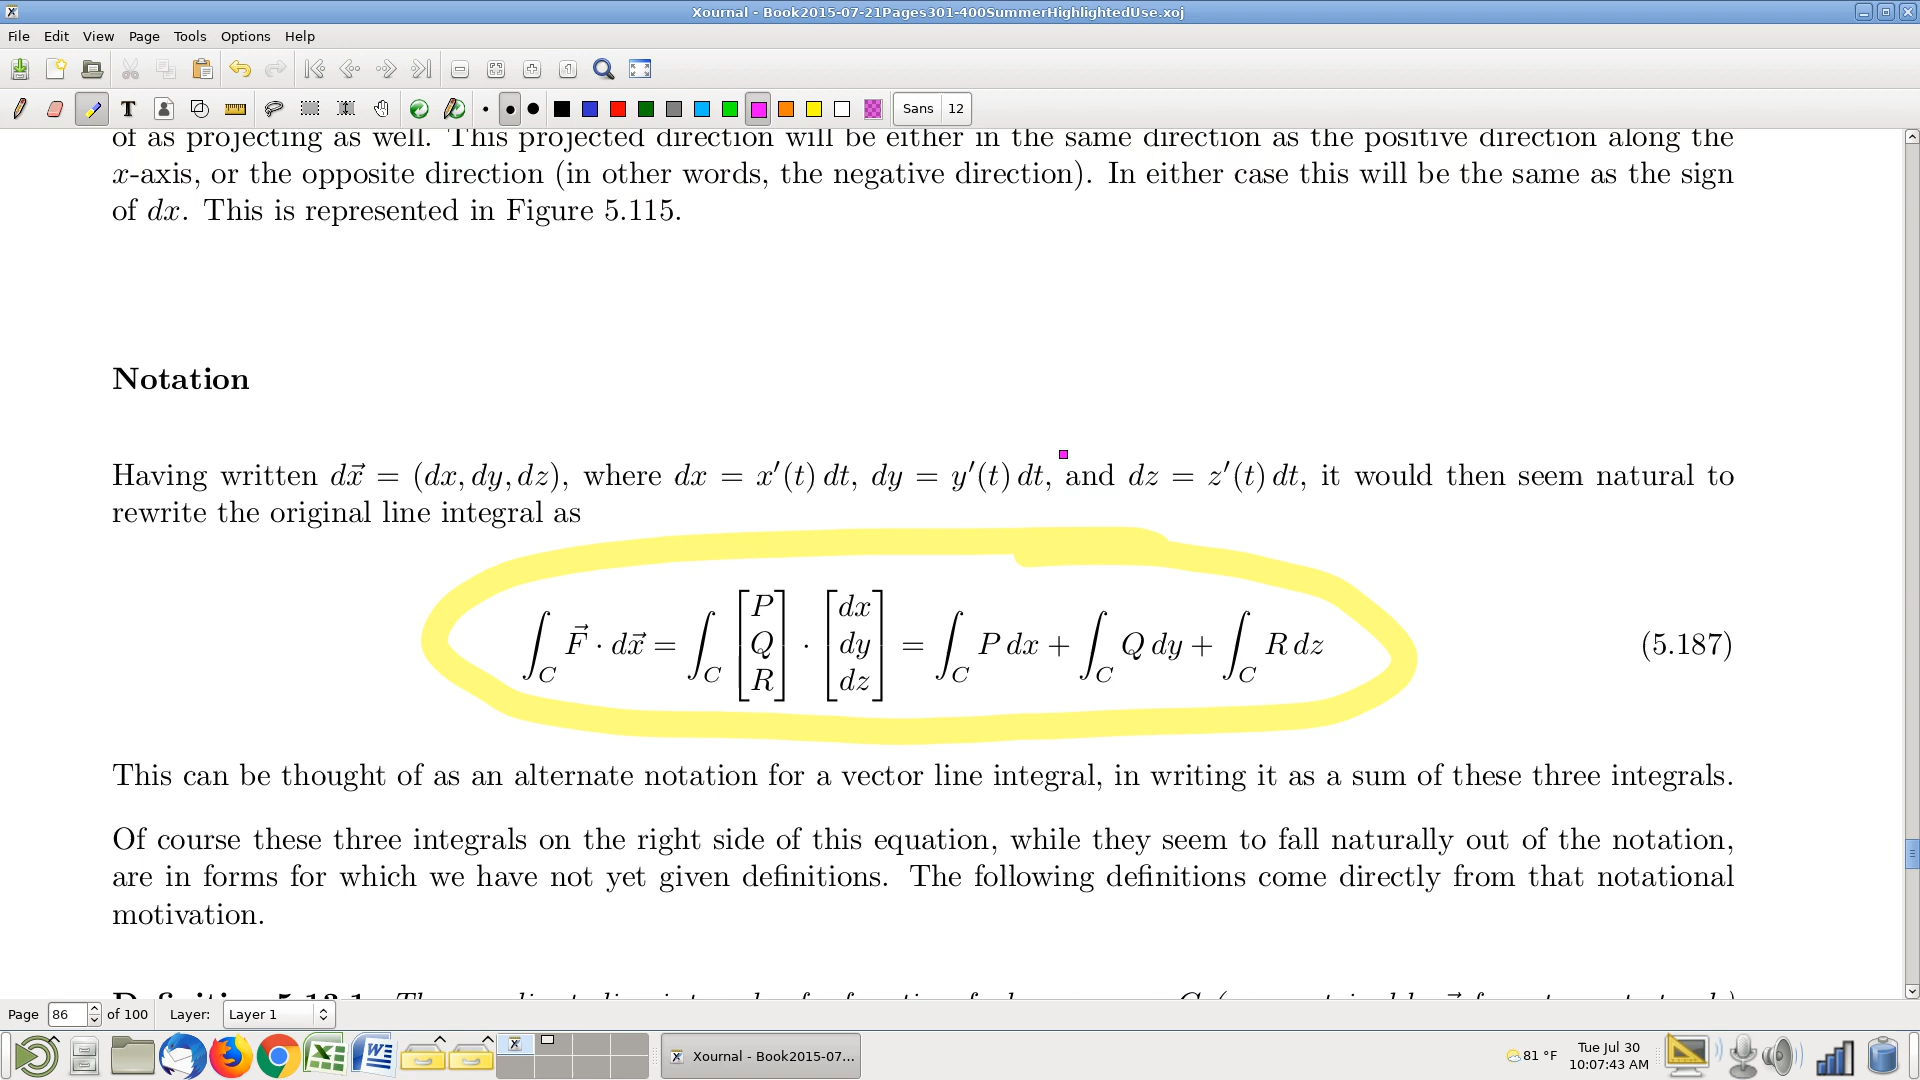 Xournal - Book2015-07-21Pages301-400SummerHighlightedUse.xoj
File Edit View Page Tools Options Help
Sans 12
of as projecting as well. This projected direction will be either in the same direction as the positive direction along the
x-axis, or the opposite direction (in other words, the negative direction). In either case this will be the same as the sign
of dx. This is represented in Figure 5.115.
Notation
Having written d\vec{x} = (dx, dy, dz), where dx = x′(t) dt, dy = y′(t) dt, and dz = z′(t) dt, it would then seem natural to
rewrite the original line integral as
∫_C \vec{F} · d\vec{x} = ∫_C [P Q R] · [dx dy dz] = ∫_C P dx + ∫_C Q dy + ∫_C R dz (5.187)
This can be thought of as an alternate notation for a vector line integral, in writing it as a sum of these three integrals.
Of course these three integrals on the right side of this equation, while they seem to fall naturally out of the notation,
are in forms for which we have not yet given definitions. The following definitions come directly from that notational
motivation.
Page 86 of 100 Layer: Layer 1
Xournal - Book2015-07...
81 °F
Tue Jul 30
10:07:43 AM